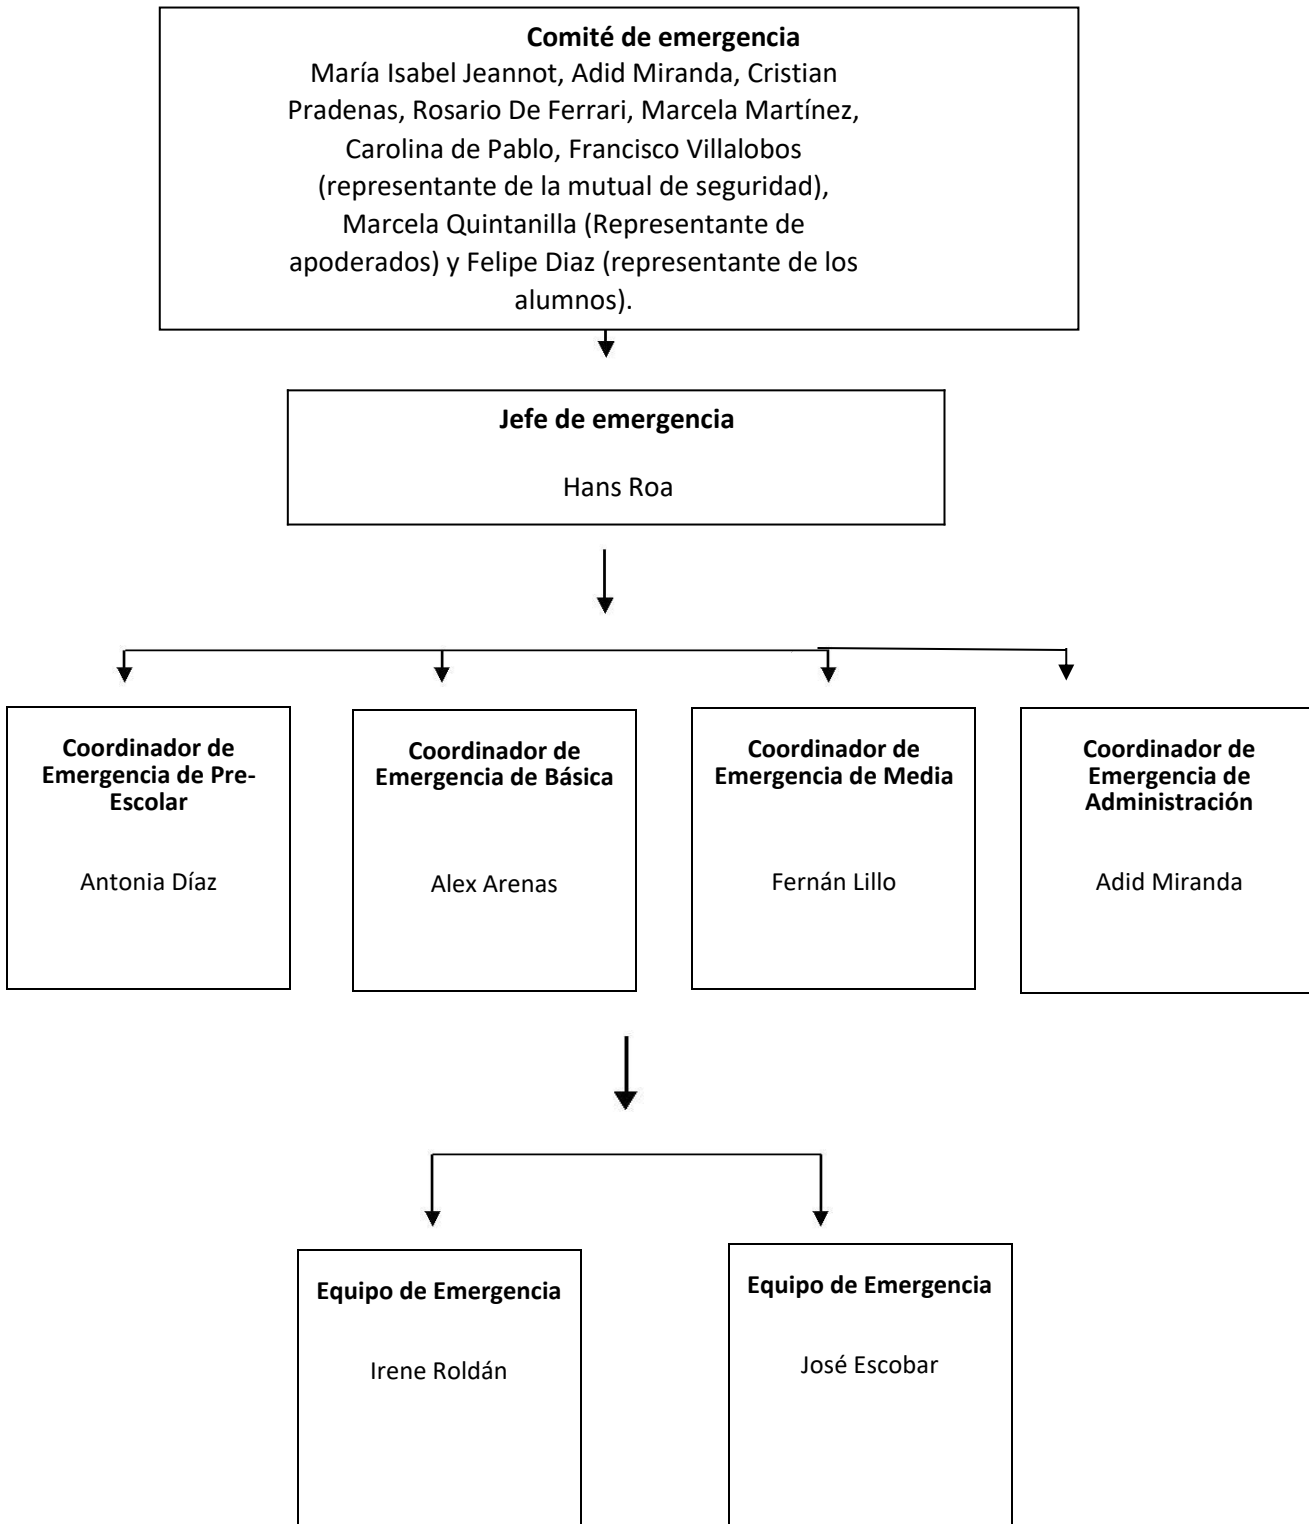 Comité de emergencia
María Isabel Jeannot, Adid Miranda, Cristian
Pradenas, Rosario De Ferrari, Marcela Martínez,
Carolina de Pablo, Francisco Villalobos
(representante de la mutual de seguridad),
Marcela Quintanilla (Representante de
apoderados) y Felipe Diaz (representante de los
alumnos).
Jefe de emergencia
Hans Roa
Coordinador de
Emergencia de Pre-
Escolar
Antonia Díaz
Coordinador de
Emergencia de Básica
Alex Arenas
Coordinador de
Emergencia de Media
Fernán Lillo
Coordinador de
Emergencia de
Administración
Adid Miranda
Equipo de Emergencia
Irene Roldán
Equipo de Emergencia
José Escobar